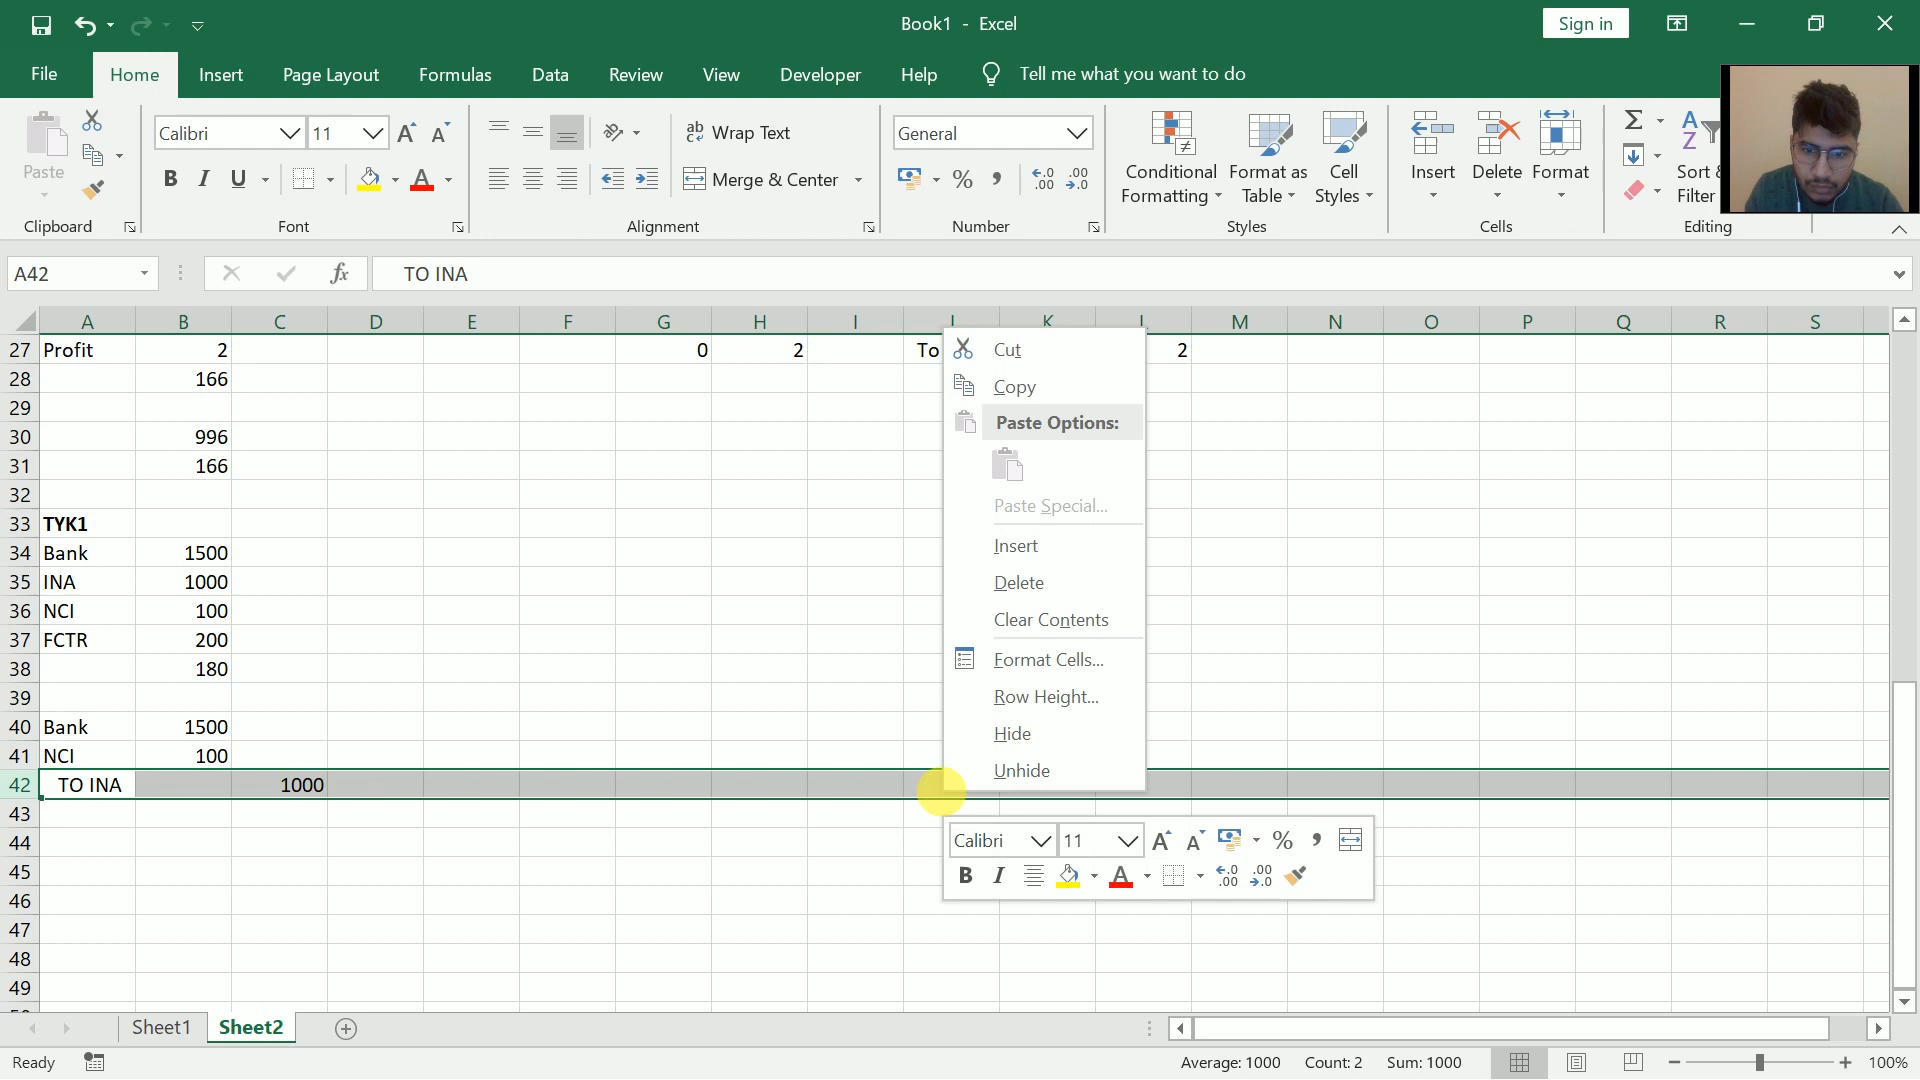 Book1 - Excel
Sign in
File Home Insert Page Layout Formulas Data Review View Developer Help Tell me what you want to do
Paste
Clipboard
Calibri 11
B I U
Font
Wrap Text
Merge & Center
Alignment
General
% ,
Number
Conditional Formatting
Format as Table
Cell Styles
Styles
Insert
Delete
Format
Cells
Sort &
Filter
Editing
A42 fx TO INA
A B C D E F G H I K L M N O P Q R S
27 Profit 2 0 2 To 2
28 166
29
30 996
31 166
32
33 TYK1
34 Bank 1500
35 INA 1000
36 NCI 100
37 FCTR 200
38 180
39
40 Bank 1500
41 NCI 100
42 TO INA 1000
43
44
45
46
47
48
49
Cut
Copy
Paste Options:
Paste Special...
Insert
Delete
Clear Contents
Format Cells...
Row Height...
Hide
Unhide
Calibri 11 A A % ,
B I A
Sheet1 Sheet2
Ready Average: 1000 Count: 2 Sum: 1000 100%